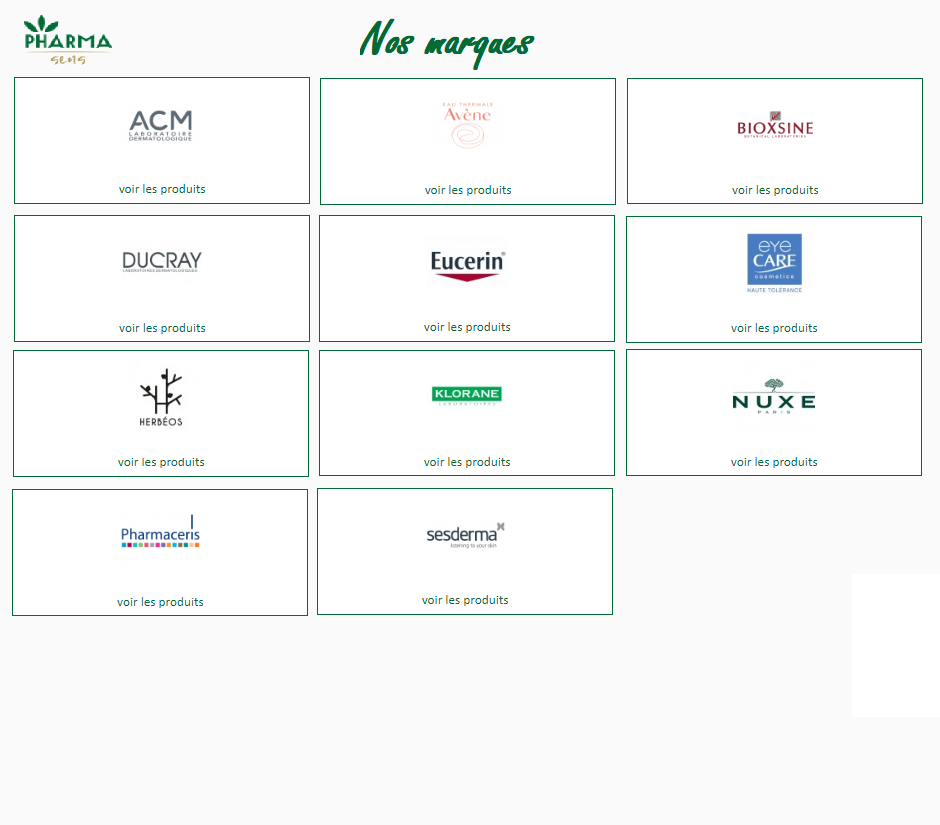 PHARMA
sens
Nos marques
ACM
LABORATOIRE
DERMATOLOGIQUE
voir les produits
EAU THERMALE
Avène
voir les produits
BIOXSINE
BOTANICAL LABORATORIES
voir les produits
DUCRAY
LABORATOIRES DERMATOLOGIQUES
voir les produits
Eucerin®
voir les produits
eye
CARE
cosmetics
HAUTE TOLERANCE
voir les produits
HERBÉOS
voir les produits
KLORANE
LABORATOIRES
voir les produits
NUXE
PARIS
voir les produits
Pharmaceris
voir les produits
sesderma
listening to your skin
voir les produits